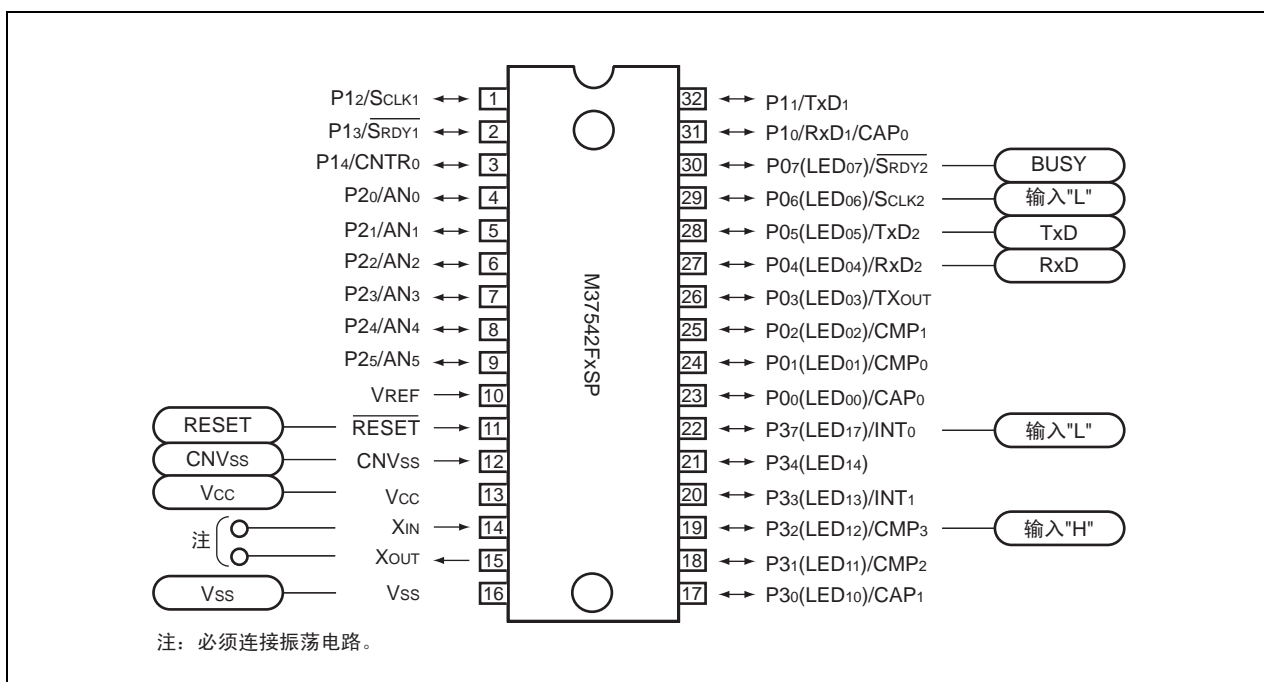 P12/SCLK1 1 32 P11/TxD1
P13/SRDY1 2 31 P10/RxD1/CAP0
P14/CNTR0 3 30 P07(LED07)/SRDY2 BUSY
P20/AN0 4 29 P06(LED06)/SCLK2 输入"L"
P21/AN1 5 28 P05(LED05)/TxD2 TxD
P22/AN2 6 27 P04(LED04)/RxD2 RxD
P23/AN3 7 26 P03(LED03)/TXOUT
P24/AN4 8 25 P02(LED02)/CMP1
P25/AN5 9 24 P01(LED01)/CMP0
VREF 10 23 P00(LED00)/CAP0
RESET RESET 11 22 P37(LED17)/INT0 输入"L"
CNVSS CNVSS 12 21 P34(LED14)
VCC VCC 13 20 P33(LED13)/INT1
注 XIN 14 19 P32(LED12)/CMP3 输入"H"
XOUT 15 18 P31(LED11)/CMP2
VSS VSS 16 17 P30(LED10)/CAP1
M37542FxSP
注：必须连接振荡电路。